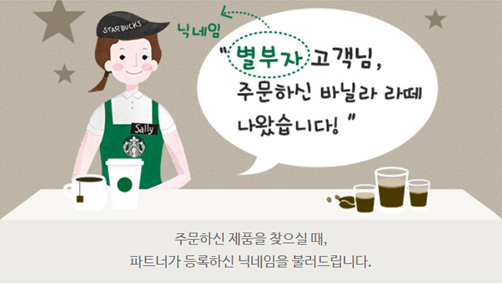 STARBUCKS
닉네임
"별부자 고객님,
주문하신 바닐라 라떼
나왔습니다!"
Sally
주문하신 제품을 찾으실 때,
파트너가 등록하신 닉네임을 불러드립니다.